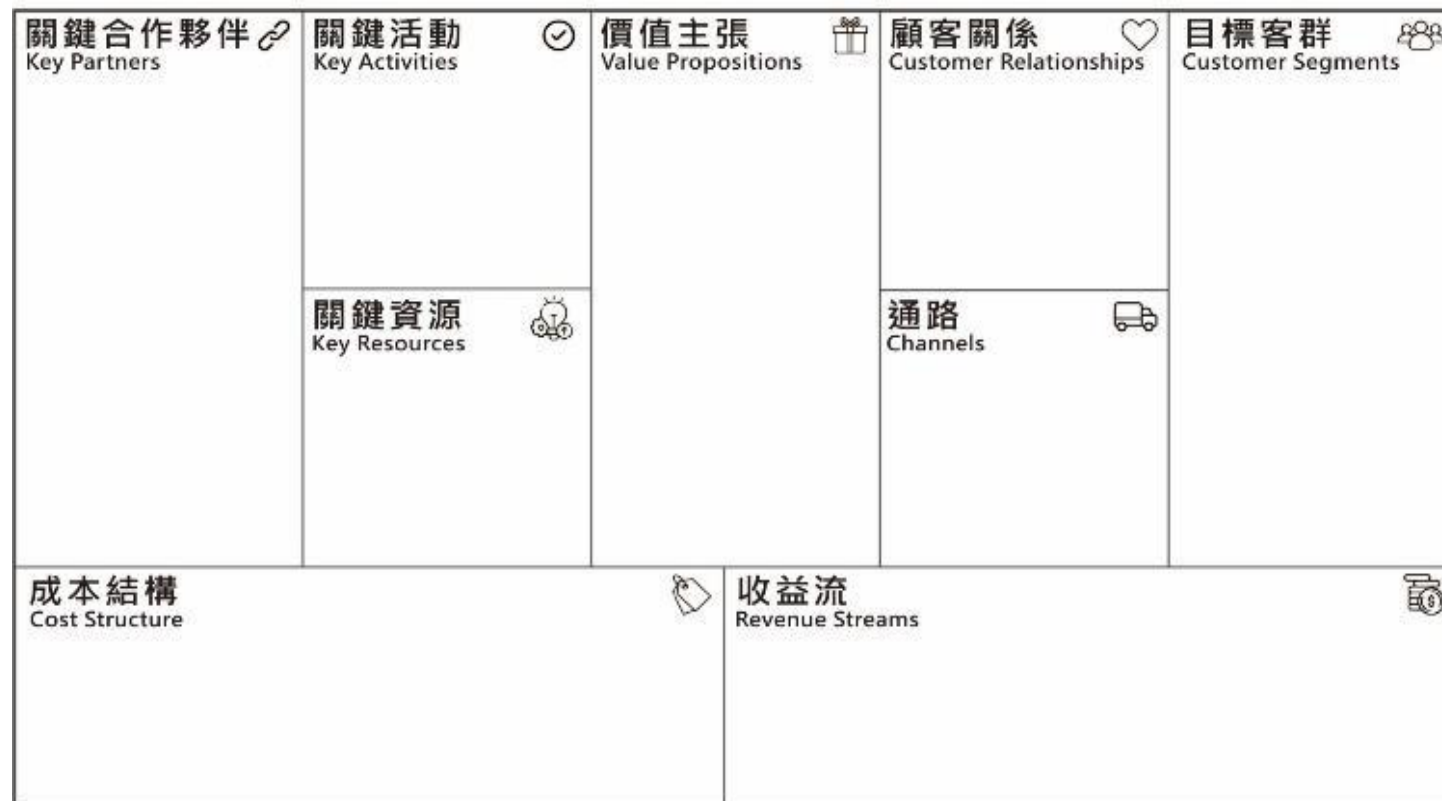 關鍵合作夥伴
Key Partners
關鍵活動
Key Activities
關鍵資源
Key Resources
價值主張
Value Propositions
顧客關係
Customer Relationships
通路
Channels
目標客群
Customer Segments
成本結構
Cost Structure
收益流
Revenue Streams